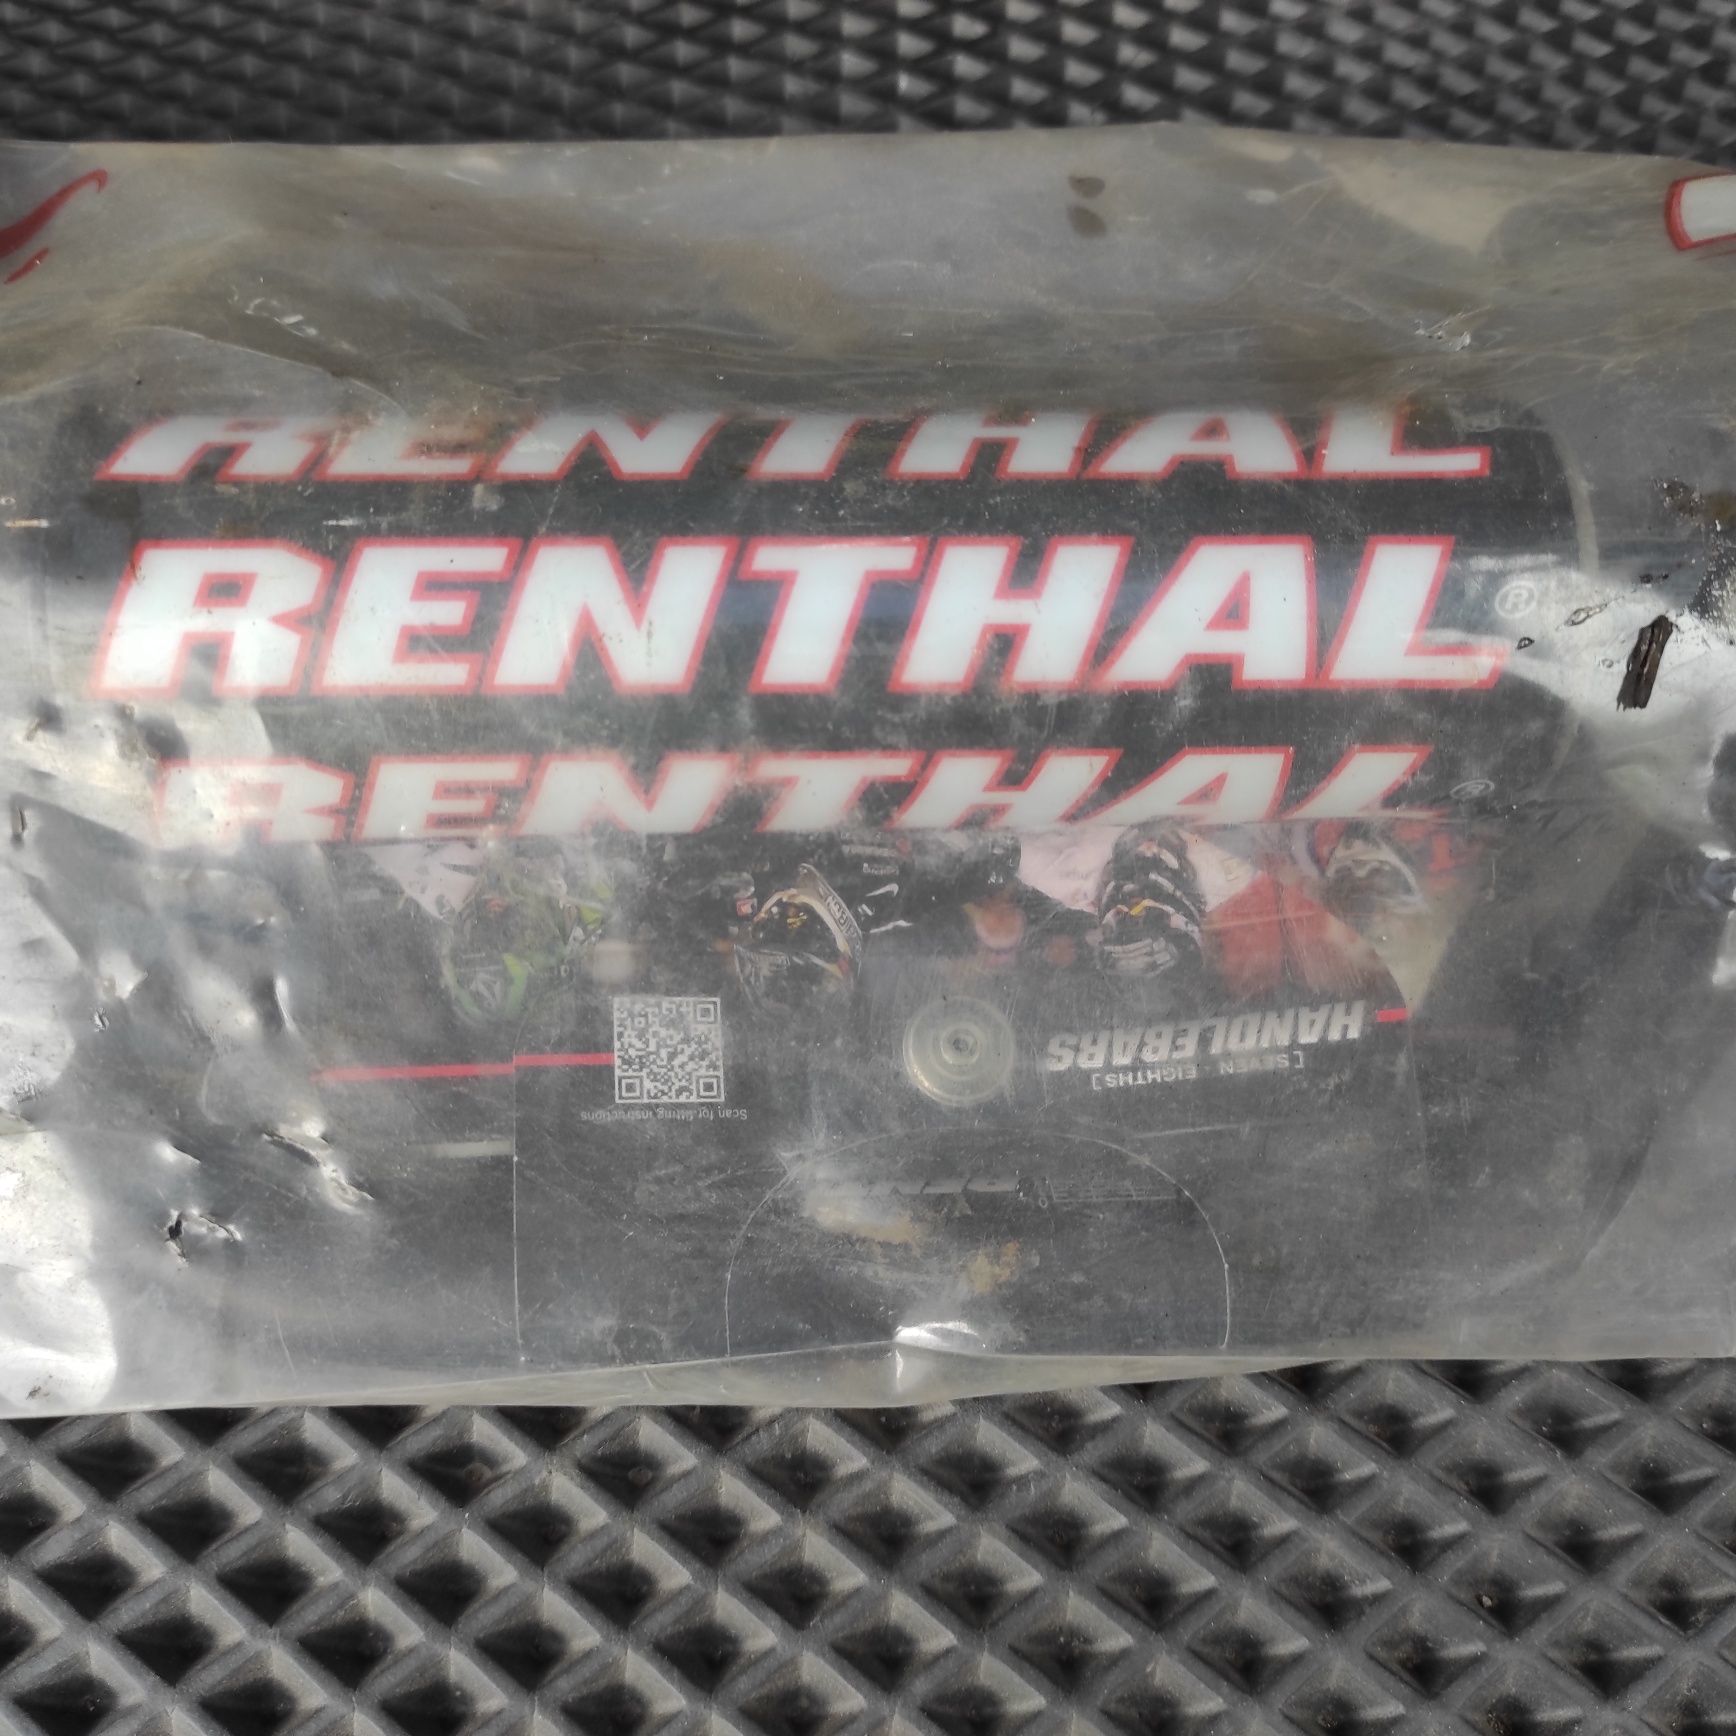 RENTHAL
RENTHAL®
RENTHAL®
HANDLEBARS
[SEVEN - EIGHTHS]
Scan for fitting instructions